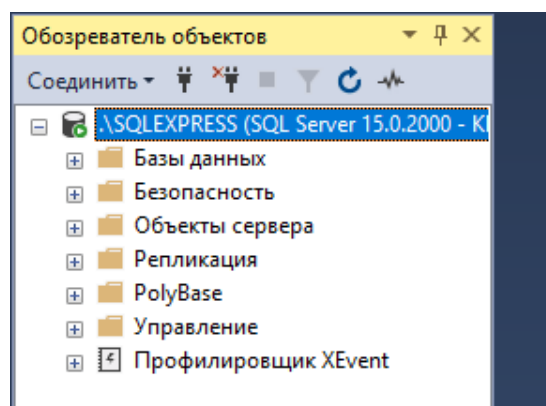 Обозреватель объектов
Соединить
.\SQLEXPRESS (SQL Server 15.0.2000 -
Базы данных
Безопасность
Объекты сервера
Репликация
PolyBase
Управление
Профилировщик XEvent